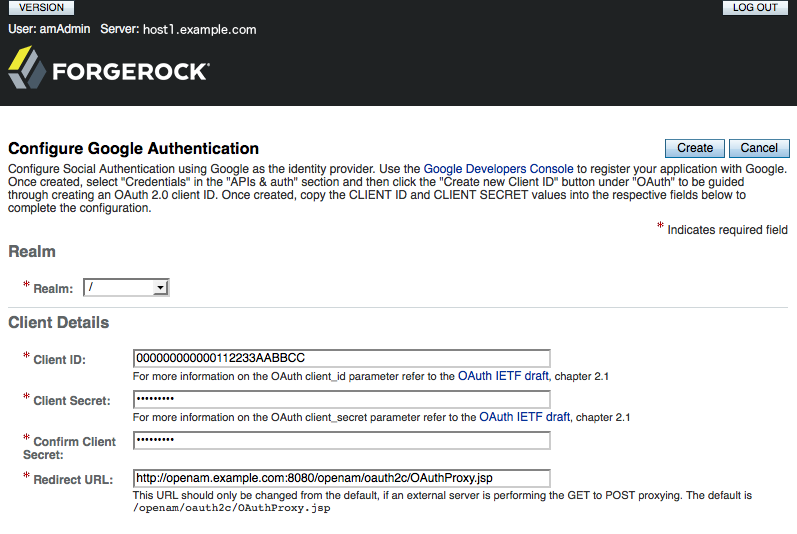 VERSION LOG OUT
User: amAdmin Server: host1.example.com
FORGEROCK
Configure Google Authentication Create Cancel
Configure Social Authentication using Google as the identity provider. Use the Google Developers Console to register your application with Google.
Once created, select "Credentials" in the "APIs & auth" section and then click the "Create new Client ID" button under "OAuth" to be guided
through creating an OAuth 2.0 client ID. Once created, copy the CLIENT ID and CLIENT SECRET values into the respective fields below to
complete the configuration.
* Indicates required field
Realm
* Realm: /
Client Details
* Client ID: 000000000000112233AABBCC
For more information on the OAuth client_id parameter refer to the OAuth IETF draft, chapter 2.1
* Client Secret: •••••••••
For more information on the OAuth client_secret parameter refer to the OAuth IETF draft, chapter 2.1
* Confirm Client •••••••••
Secret:
* Redirect URL: http://openam.example.com:8080/openam/oauth2c/OAuthProxy.jsp
This URL should only be changed from the default, if an external server is performing the GET to POST proxying. The default is
/openam/oauth2c/OAuthProxy.jsp